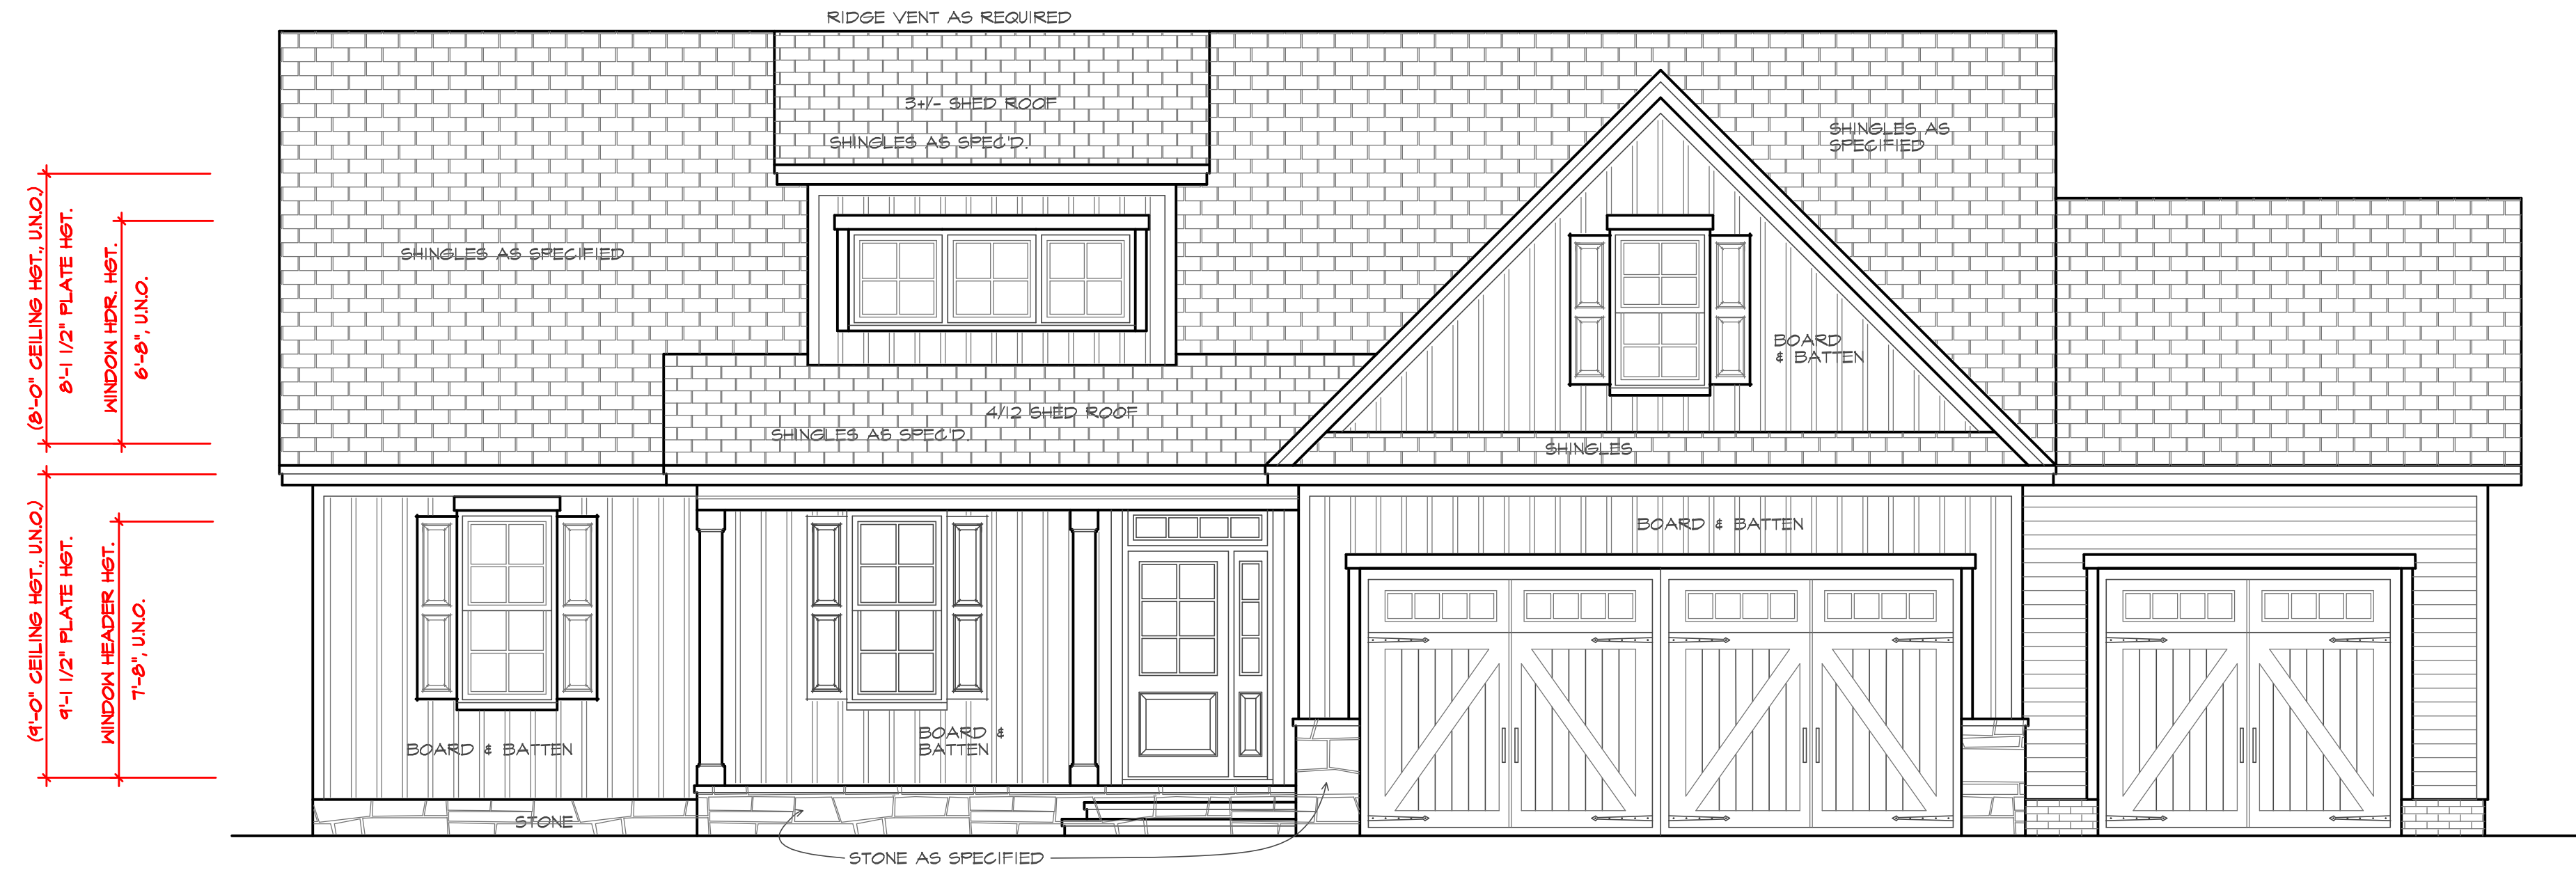 RIDGE VENT AS REQUIRED
3+/- SHED ROOF
SHINGLES AS SPEC'D.
SHINGLES AS
SPECIFIED
SHINGLES AS SPECIFIED
(8'-0" CEILING HGT., U.N.O.)
8'-1 1/2" PLATE HGT.
WINDOW HDR. HGT.
6'-8", U.N.O.
BOARD
& BATTEN
4/12 SHED ROOF
SHINGLES AS SPEC'D.
SHINGLES
(9'-0" CEILING HGT., U.N.O.)
9'-1 1/2" PLATE HGT.
WINDOW HEADER HGT.
7'-8", U.N.O.
BOARD & BATTEN
BOARD & BATTEN
BOARD &
BATTEN
STONE
STONE AS SPECIFIED